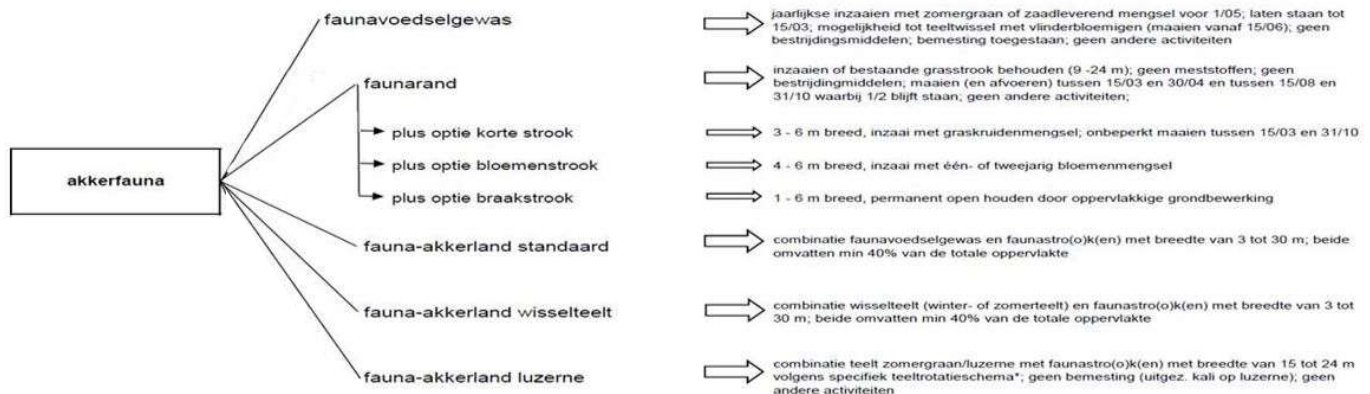 faunavoedselgewas
jaarlijkse inzaaien met zomergraan of zaadleverend mengsel voor 1/05; laten staan tot
15/03; mogelijkheid tot teeltwissel met vlinderbloemigen (maaien vanaf 15/06); geen
bestrijdingsmiddelen; bemesting toegestaan; geen andere activiteiten
faunarand
inzaaien of bestaande grasstrook behouden (9 -24 m); geen meststoffen; geen
bestrijdingmiddelen; maaien (en afvoeren) tussen 15/03 en 30/04 en tussen 15/08 en
31/10 waarbij 1/2 blijft staan; geen andere activiteiten;
plus optie korte strook
3 - 6 m breed, inzaai met graskruidenmengsel; onbeperkt maaien tussen 15/03 en 31/10
plus optie bloemenstrook
4 - 6 m breed, inzaai met één- of tweejarig bloemenmengsel
akkerfauna
plus optie braakstrook
1 - 6 m breed, permanent open houden door oppervlakkige grondbewerking
fauna-akkerland standaard
combinatie faunavoedselgewas en faunastro(o)k(en) met breedte van 3 tot 30 m; beide
omvatten min 40% van de totale oppervlakte
fauna-akkerland wisselteelt
combinatie wisselteelt (winter- of zomerteelt) en faunastro(o)k(en) met breedte van 3 tot
30 m; beide omvatten min 40% van de totale oppervlakte
fauna-akkerland luzerne
combinatie teelt zomergraan/luzerne met faunastro(o)k(en) met breedte van 15 tot 24 m
volgens specifiek teeltrotatieschema*; geen bemesting (uitgez. kali op luzerne); geen
andere activiteiten